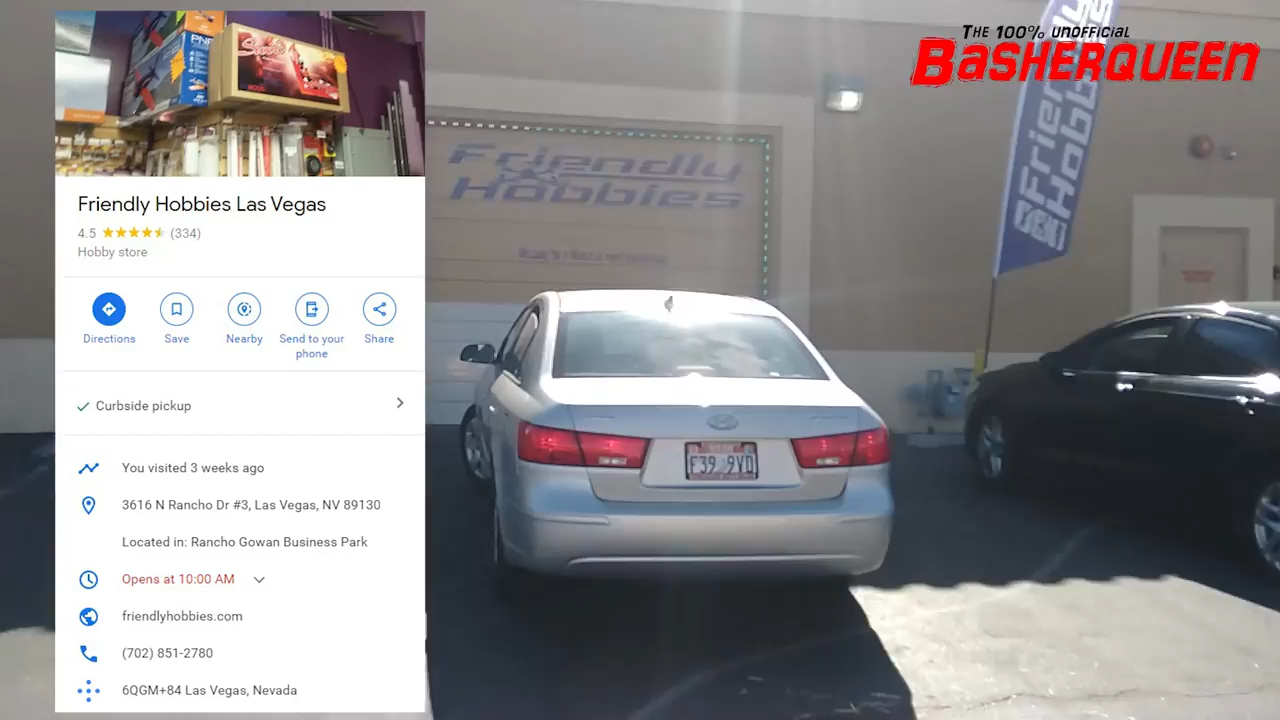 THE 100% UNOFFICIAL
BASHERQUEEN
Friendly Hobbies Las Vegas
4.5 (334)
Hobby store
Directions
Save
Nearby
Send to your
phone
Share
Curbside pickup
You visited 3 weeks ago
3616 N Rancho Dr #3, Las Vegas, NV 89130
Located in: Rancho Gowan Business Park
Opens at 10:00 AM
friendlyhobbies.com
(702) 851-2780
6QGM+84 Las Vegas, Nevada
Friendly
Hobbies
Friendly
Hobbies